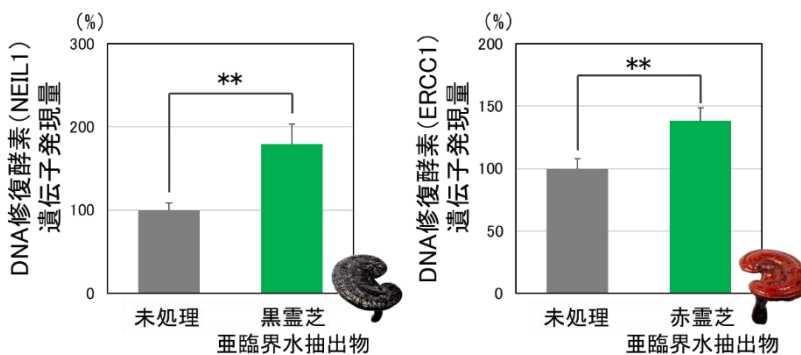 (%)
300
200
100
0
DNA修復酵素(NEIL1)
遺伝子発現量
**
未処理
黒霊芝
亜臨界水抽出物
(%)
200
150
100
50
0
DNA修復酵素(ERCC1)
遺伝子発現量
**
未処理
赤霊芝
亜臨界水抽出物